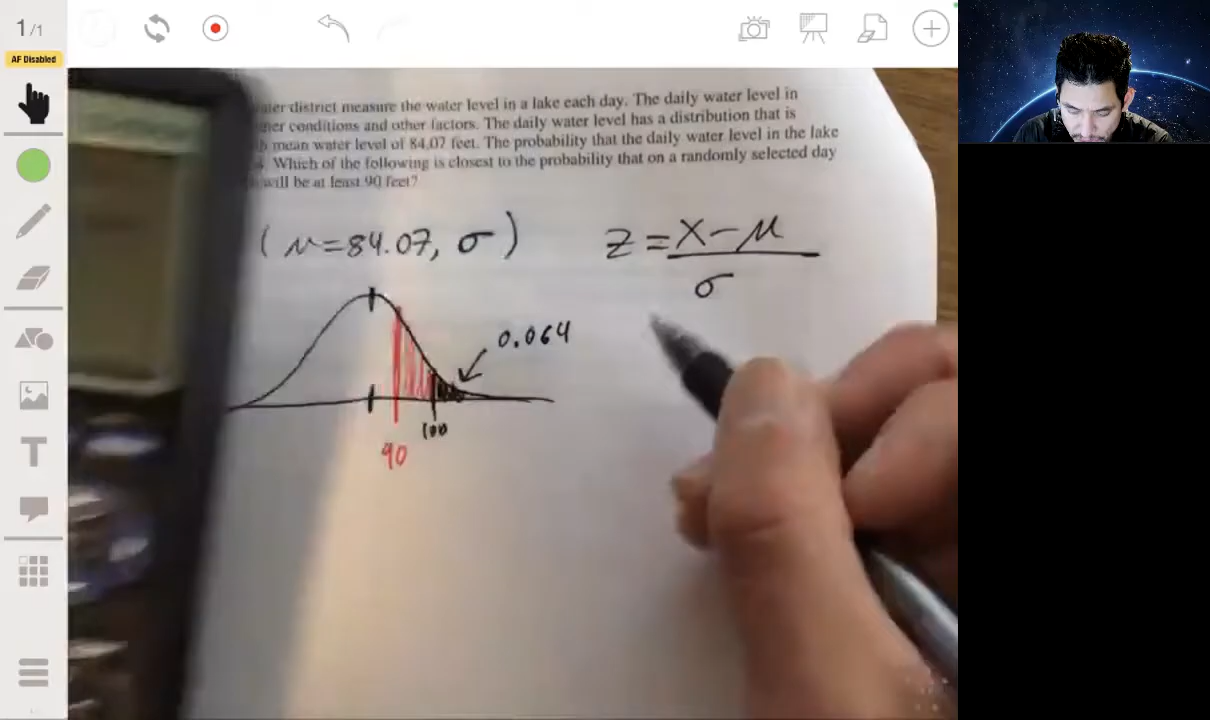 1/1
AF Disabled
ater district measure the water level in a lake each day. The daily water level in
her conditions and other factors. The daily water level has a distribution that is
h mean water level of 84.07 feet. The probability that the daily water level in the lake
4. Which of the following is closest to the probability that on a randomly selected day
will be at least 90 feet?
(μ=84.07, σ)
z = x-μ
σ
0.064
100
90
T